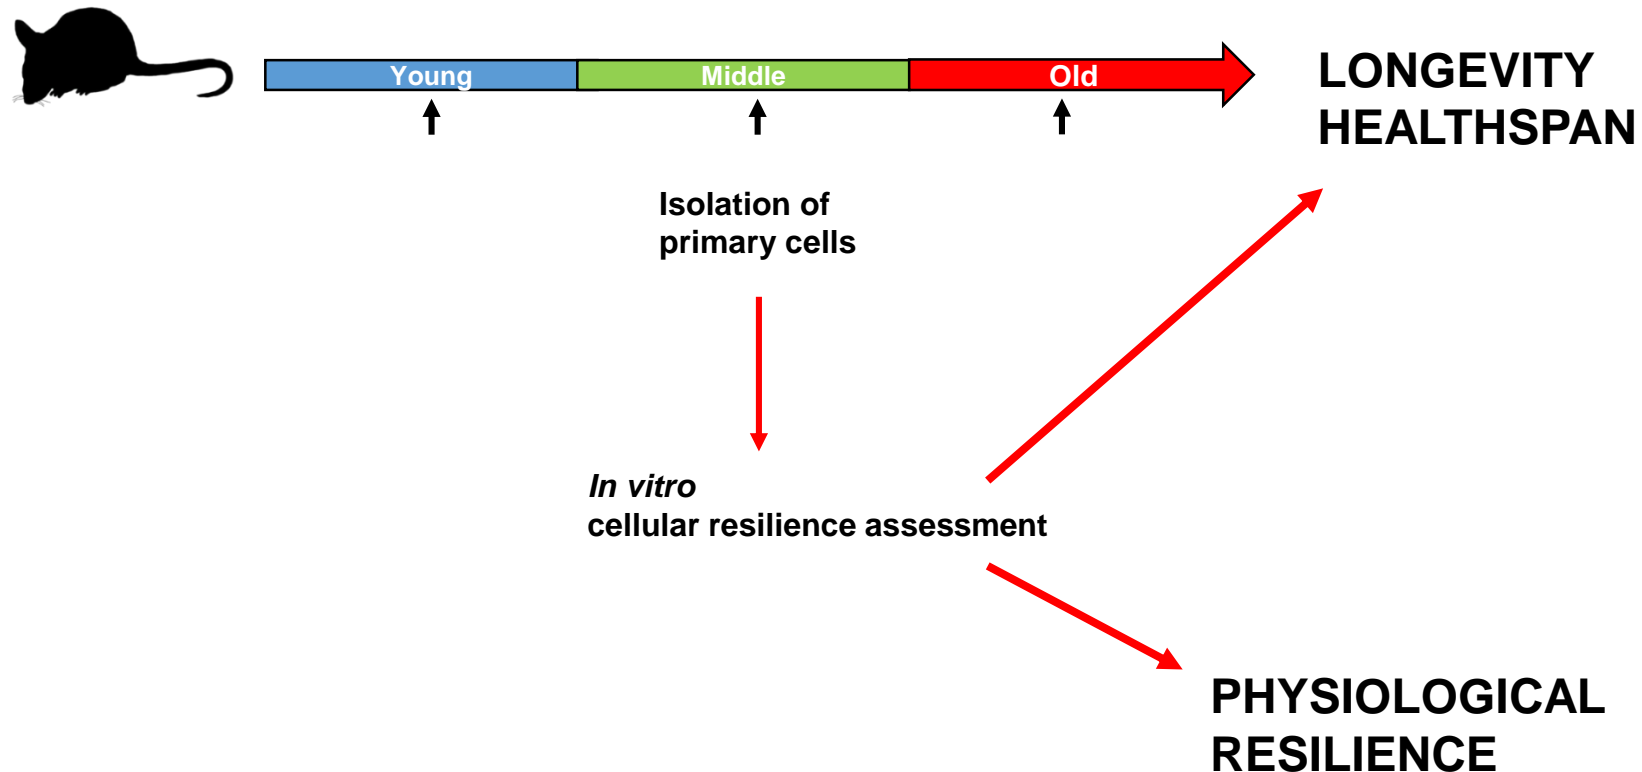 Young Middle Old
LONGEVITY
HEALTHSPAN
Isolation of
primary cells
In vitro
cellular resilience assessment
PHYSIOLOGICAL
RESILIENCE